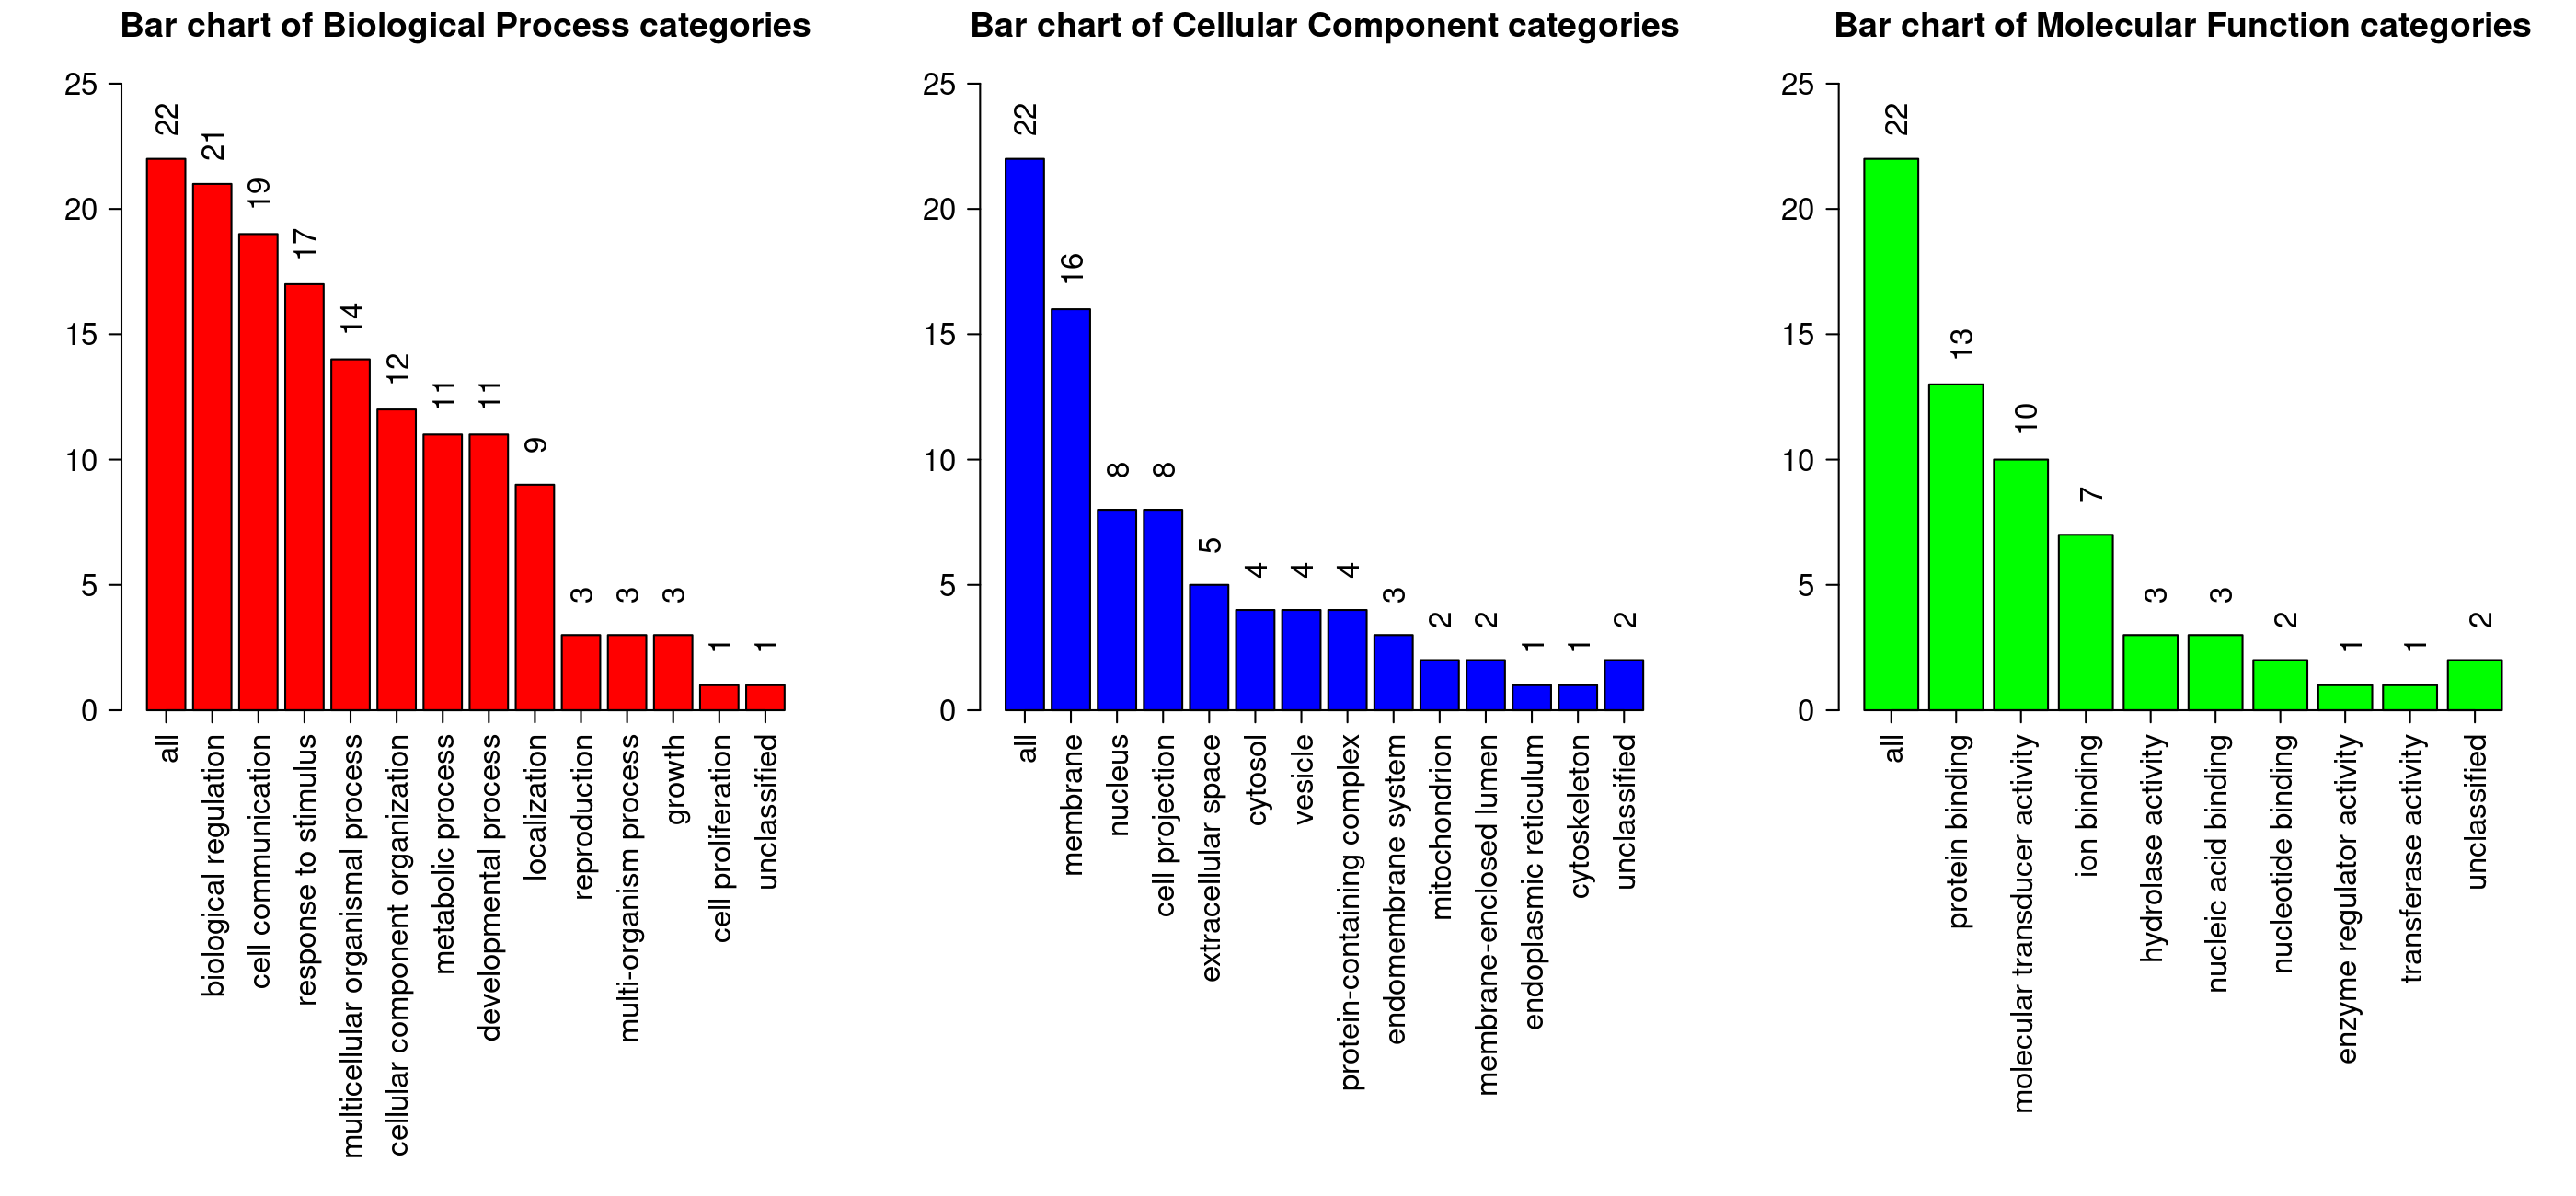 Bar chart of Biological Process categories
25
20
15
10
5
0
22
21
19
17
14
12
11
11
9
3
3
3
1
1
all
biological regulation
cell communication
response to stimulus
multicellular organismal process
cellular component organization
metabolic process
developmental process
localization
reproduction
multi-organism process
growth
cell proliferation
unclassified
Bar chart of Cellular Component categories
25
20
15
10
5
0
22
16
8
8
5
4
4
4
3
2
2
1
1
2
all
membrane
nucleus
cell projection
extracellular space
cytosol
vesicle
protein-containing complex
endomembrane system
mitochondrion
membrane-enclosed lumen
endoplasmic reticulum
cytoskeleton
unclassified
Bar chart of Molecular Function categories
25
20
15
10
5
0
22
13
10
7
3
3
2
1
1
2
all
protein binding
molecular transducer activity
ion binding
hydrolase activity
nucleic acid binding
nucleotide binding
enzyme regulator activity
transferase activity
unclassified